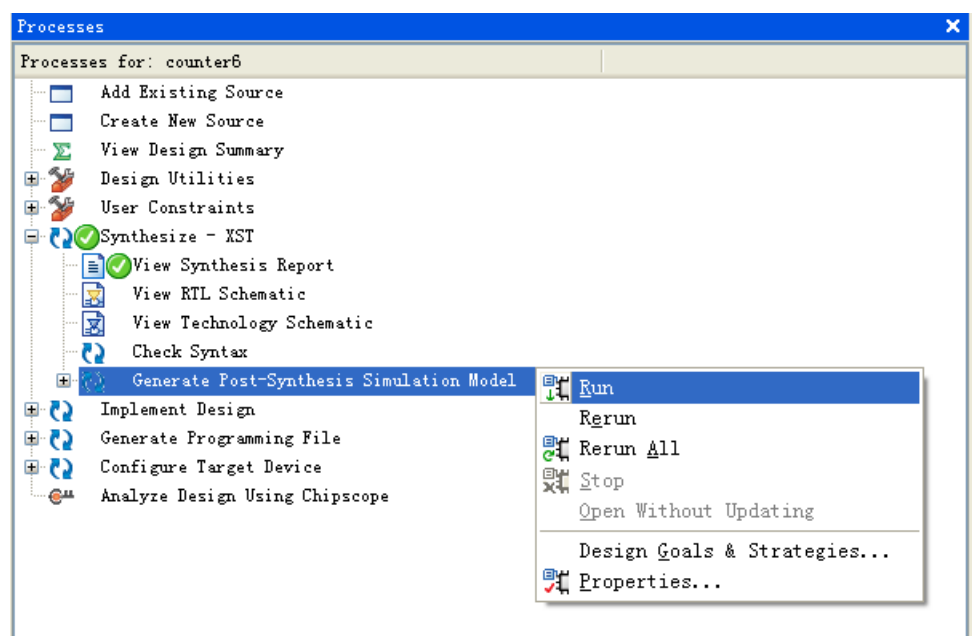 Processes
Processes for: counter6
Add Existing Source
Create New Source
View Design Summary
Design Utilities
User Constraints
Synthesize - XST
View Synthesis Report
View RTL Schematic
View Technology Schematic
Check Syntax
Generate Post-Synthesis Simulation Model
Implement Design
Generate Programming File
Configure Target Device
Analyze Design Using Chipscope
Run
Rerun
Rerun All
Stop
Open Without Updating
Design Goals & Strategies...
Properties...